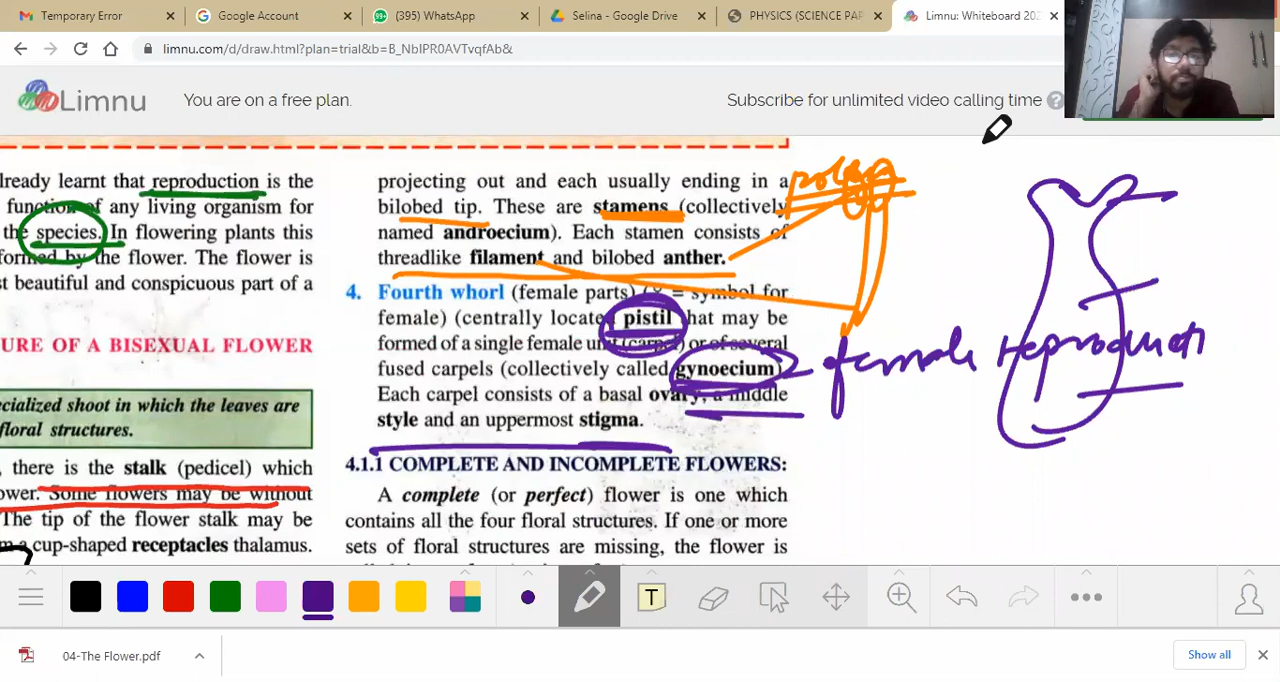 Temporary Error
Google Account
(395) WhatsApp
Selina - Google Drive
PHYSICS (SCIENCE PAP
Limnu: Whiteboard 202
limnu.com/d/draw.html?plan=trial&b=B_NbIPR0AVTvqfAb&
Limnu
You are on a free plan.
Subscribe for unlimited video calling time
lready learnt that reproduction is the
function of any living organism for
the species. In flowering plants this
formed by the flower. The flower is
st beautiful and conspicuous part of a
URE OF A BISEXUAL FLOWER
ecialized shoot in which the leaves are
floral structures.
, there is the stalk (pedicel) which
ower. Some flowers may be without
The tip of the flower stalk may be
m a cup-shaped receptacles thalamus.
projecting out and each usually ending in a
bilobed tip. These are stamens (collectively
named androecium). Each stamen consists of
threadlike filament and bilobed anther.
4. Fourth whorl (female parts) (♀ = symbol for
female) (centrally located pistil that may be
formed of a single female unit (carpel) or of several
fused carpels (collectively called gynoecium)
Each carpel consists of a basal ovary, a middle
style and an uppermost stigma.
4.1.1 COMPLETE AND INCOMPLETE FLOWERS:
A complete (or perfect) flower is one which
contains all the four floral structures. If one or more
sets of floral structures are missing, the flower is
pollen
female reproducti
T
04-The Flower.pdf
Show all